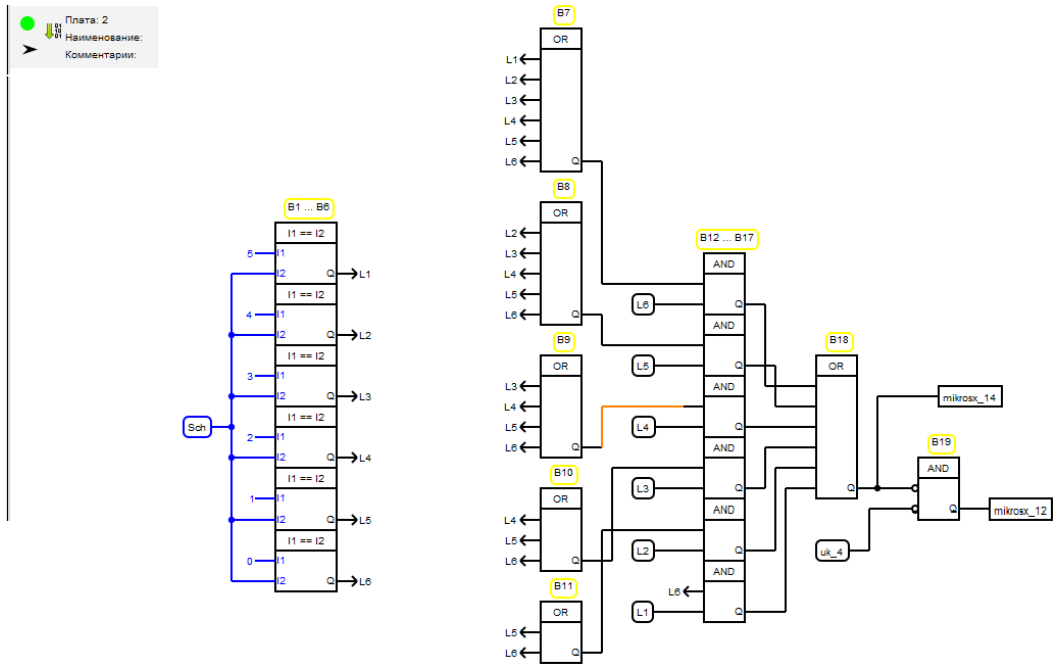 Плата: 2
Наименование:
Комментарии:
B7
OR
L1
L2
L3
L4
L5
L6 Q
B8
OR
L2
L3
L4
L5
L6 Q
B9
OR
L3
L4
L5
L6 Q
B10
OR
L4
L5
L6 Q
B11
OR
L5
L6 Q
B1 ... B6
I1 == I2
5 I1
I2 Q L1
I1 == I2
4 I1
I2 Q L2
I1 == I2
3 I1
I2 Q L3
Sch
I1 == I2
2 I1
I2 Q L4
I1 == I2
1 I1
I2 Q L5
I1 == I2
0 I1
I2 Q L6
B12 ... B17
AND
L6 Q
AND
L5 Q
AND
L4 Q
AND
L3 Q
AND
L2 Q
AND
L6
L1 Q
B18
OR
Q
mikrosx_14
B19
AND
Q
mikrosx_12
uk_4